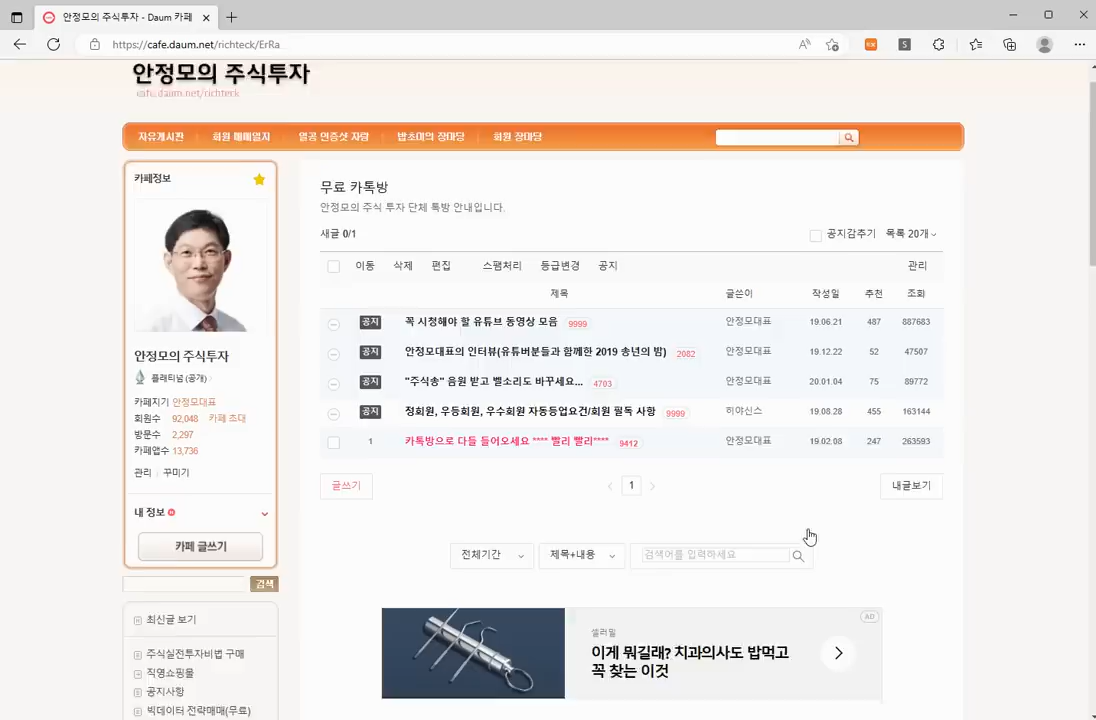 안정모의 주식투자 - Daum 카페
https://cafe.daum.net/richteck/ErRa
안정모의 주식투자
cafe.daum.net/richteck
자유게시판 회원 매매일지 열공 인증샷 자랑 밥초미의 장마당 회원 장마당
카페정보
안정모의 주식투자
플래티넘 (공개)
카페지기 안정모대표
회원수 92,048 카페 초대
방문수 2,297
카페앱수 13,736
관리 꾸미기
내 정보
카페 글쓰기
검색
최신글 보기
주식실전투자비법 구매
직영쇼핑몰
공지사항
빅데이터 전략매매(무료)
무료 카톡방
안정모의 주식 투자 단체 톡방 안내입니다.
새글 0/1
공지감추기 목록 20개
이동 삭제 편집 스팸처리 등급변경 공지 관리
제목 글쓴이 작성일 추천 조회
공지 꼭 시청해야 할 유튜브 동영상 모음 9999 안정모대표 19.06.21 487 887683
공지 안정모대표의 인터뷰(유튜버분들과 함께한 2019 송년의 밤) 2082 안정모대표 19.12.22 52 47507
공지 "주식송" 음원 받고 벨소리도 바꾸세요... 4703 안정모대표 20.01.04 75 89772
공지 정회원, 우등회원, 우수회원 자동등업요건/회원 필독 사항 9999 히야신스 19.08.28 455 163144
1 카톡방으로 다들 들어오세요 **** 빨리 빨리**** 9412 안정모대표 19.02.08 247 263593
글쓰기 1 내글보기
전체기간 제목+내용 검색어를 입력하세요
AD
셀러밀
이게 뭐길래? 치과의사도 밥먹고
꼭 찾는 이것